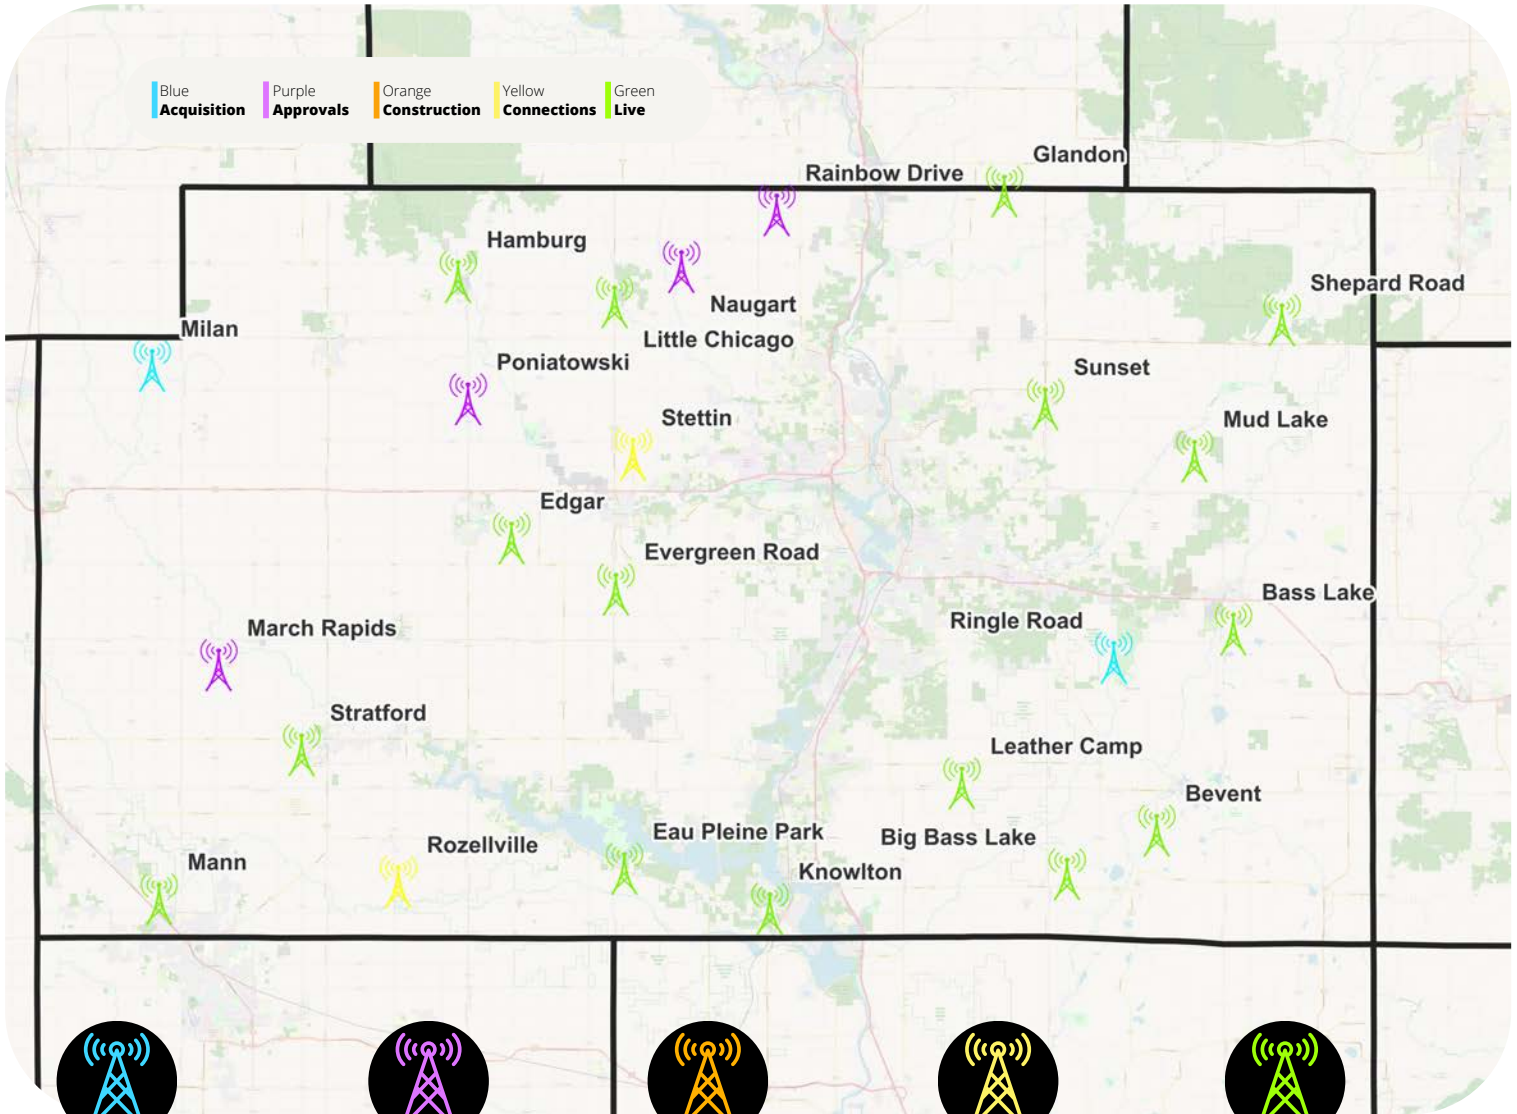 Blue
Acquisition
Purple
Approvals
Orange
Construction
Yellow
Connections
Green
Live
Glandon
Rainbow Drive
Hamburg
Shepard Road
Naugart
Milan
Little Chicago
Poniatowski
Sunset
Stettin
Mud Lake
Edgar
Evergreen Road
Bass Lake
Ringle Road
March Rapids
Stratford
Leather Camp
Bevent
Eau Pleine Park
Big Bass Lake
Rozellville
Mann
Knowlton